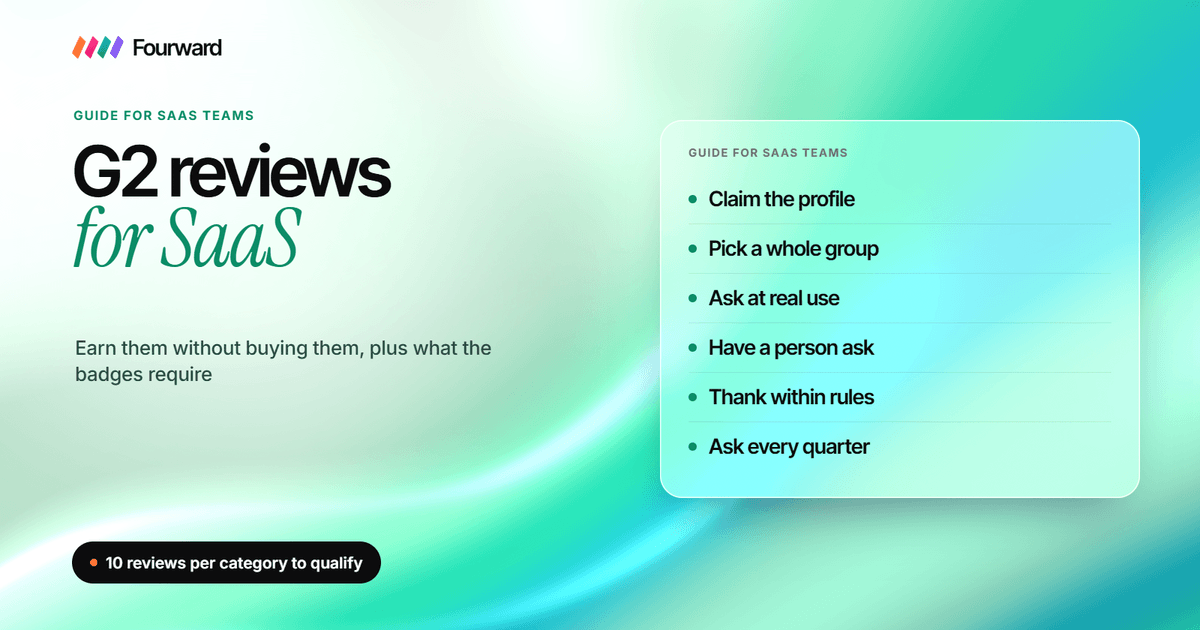 Fourward
GUIDE FOR SAAS TEAMS
G2 reviews
for SaaS
Earn them without buying them, plus what the
badges require
10 reviews per category to qualify
GUIDE FOR SAAS TEAMS
Claim the profile
Pick a whole group
Ask at real use
Have a person ask
Thank within rules
Ask every quarter